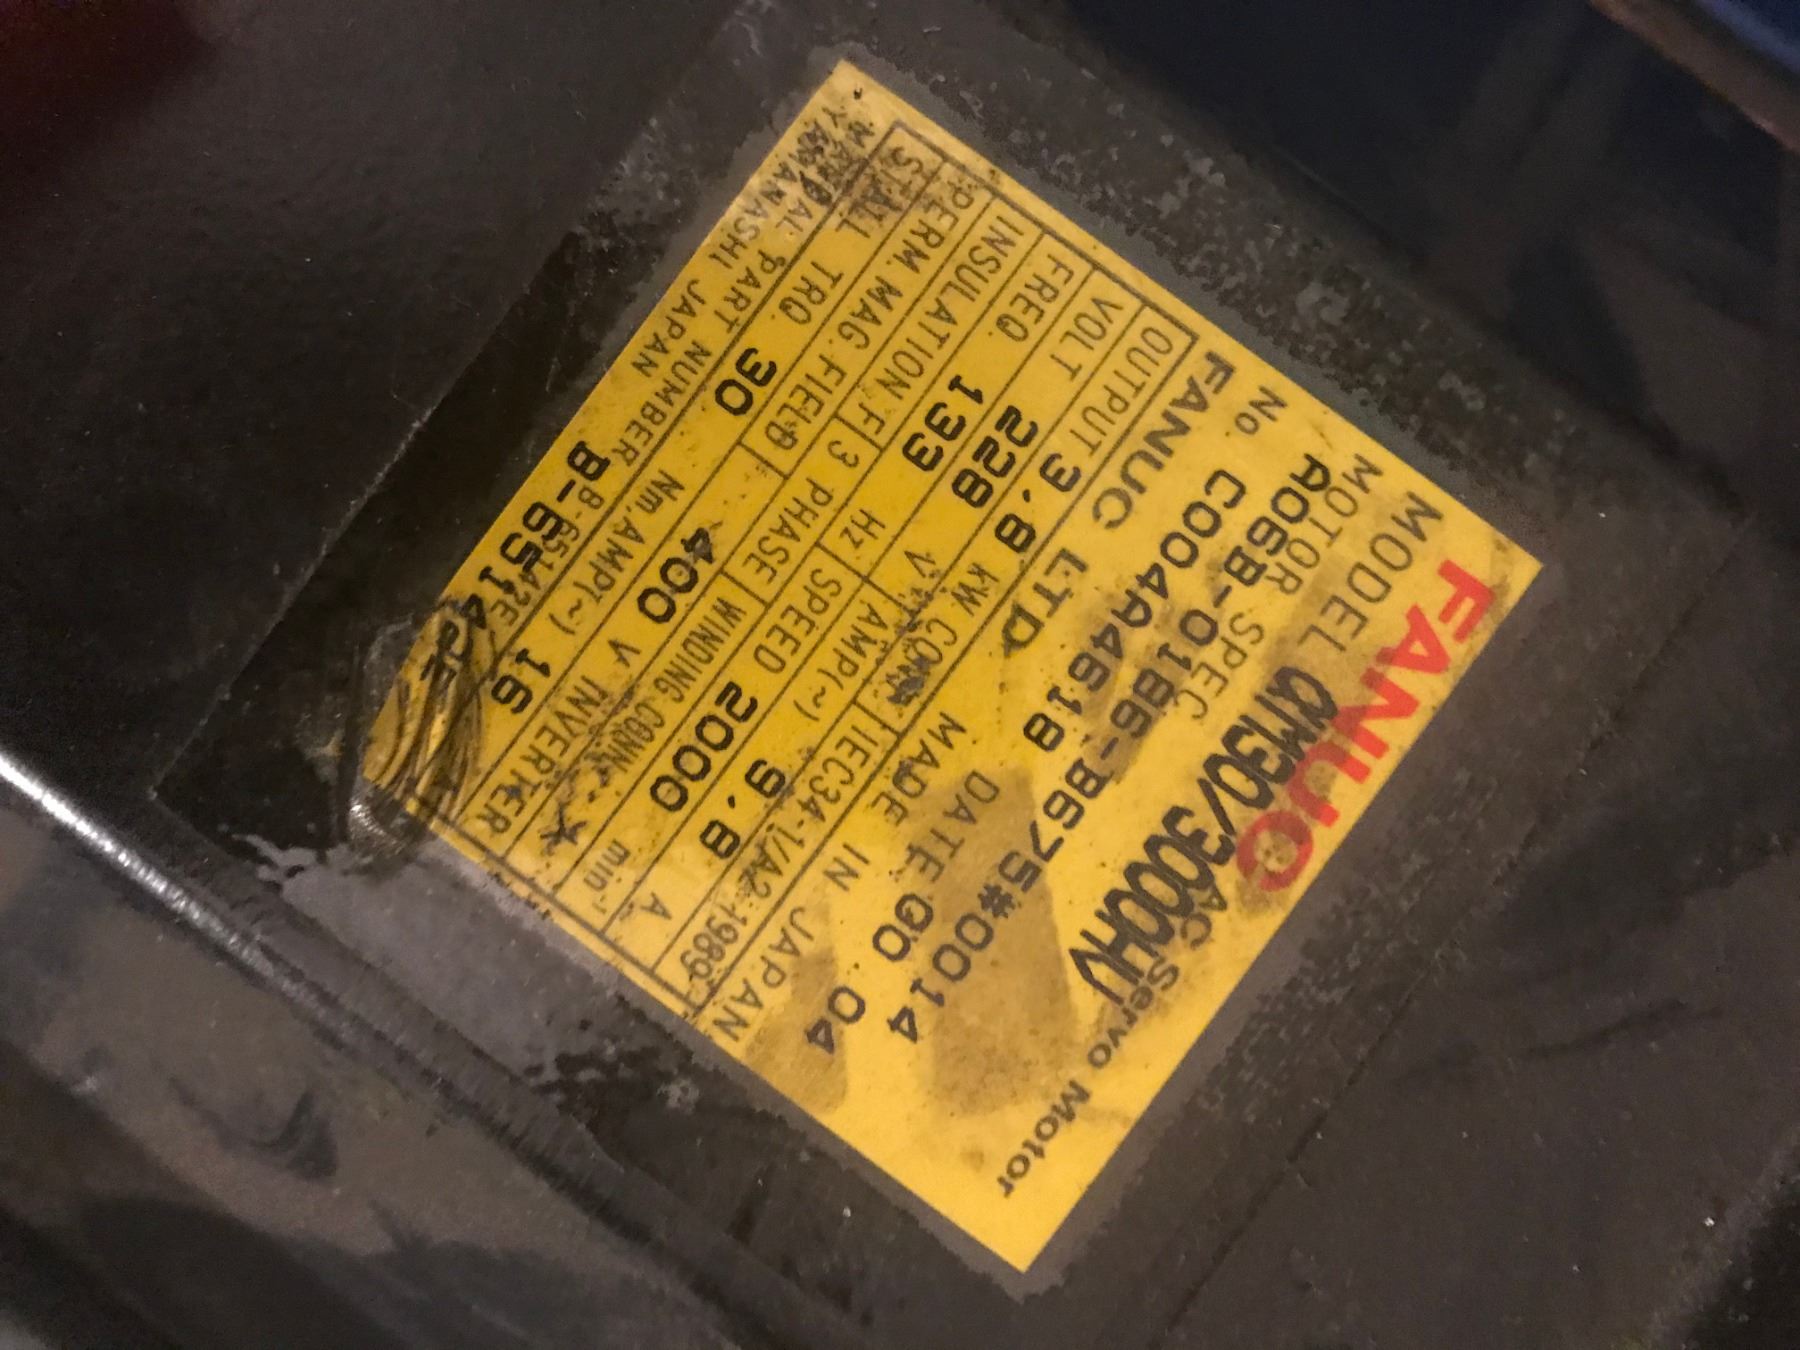 FANUC AC Servo Motor
MODEL αM30/3000HV
MOTOR SPEC
A06B-0186-B675#0014
No. C004A4618
DATE 00 04
FANUC LTD MADE IN JAPAN
OUTPUT 3,8 kW.CONT IEC34-1/A2:1989
VOLT 228 V AMP(~) 9,8 A
FREQ. 133 Hz SPEED 2000 min-1
INSULATION.F 3 PHASE WINDING.CONN.
PERM.MAG.FIELD 400 V INVERTER
STALL TRQ. 30 Nm.AMP(~) 16
PART NUMBER B-65142E
YAMANASHI JAPAN